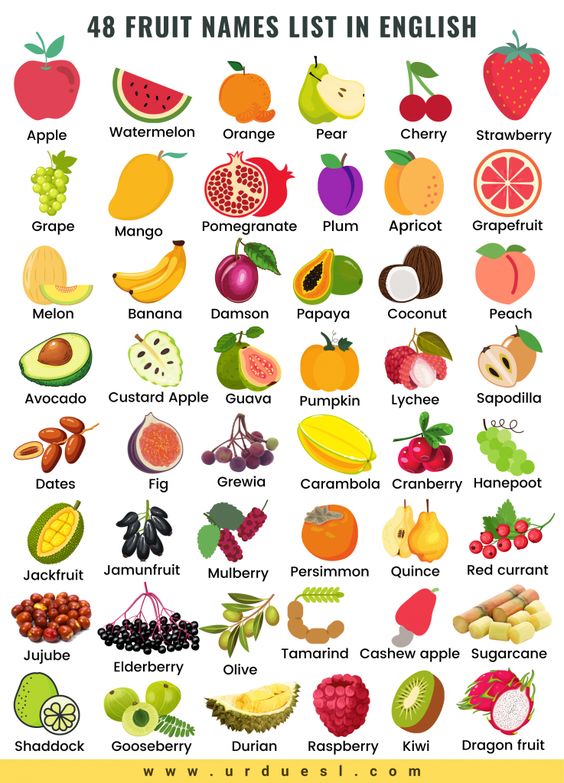 48 FRUIT NAMES LIST IN ENGLISH
Apple
Watermelon
Orange
Pear
Cherry
Strawberry
Grape
Mango
Pomegranate
Plum
Apricot
Grapefruit
Melon
Banana
Damson
Papaya
Coconut
Peach
Avocado
Custard Apple
Guava
Pumpkin
Lychee
Sapodilla
Dates
Fig
Grewia
Carambola
Cranberry
Hanepoot
Jackfruit
Jamunfruit
Mulberry
Persimmon
Quince
Red currant
Jujube
Elderberry
Olive
Tamarind
Cashew apple
Sugarcane
Shaddock
Gooseberry
Durian
Raspberry
Kiwi
Dragon fruit
www.urduesl.com